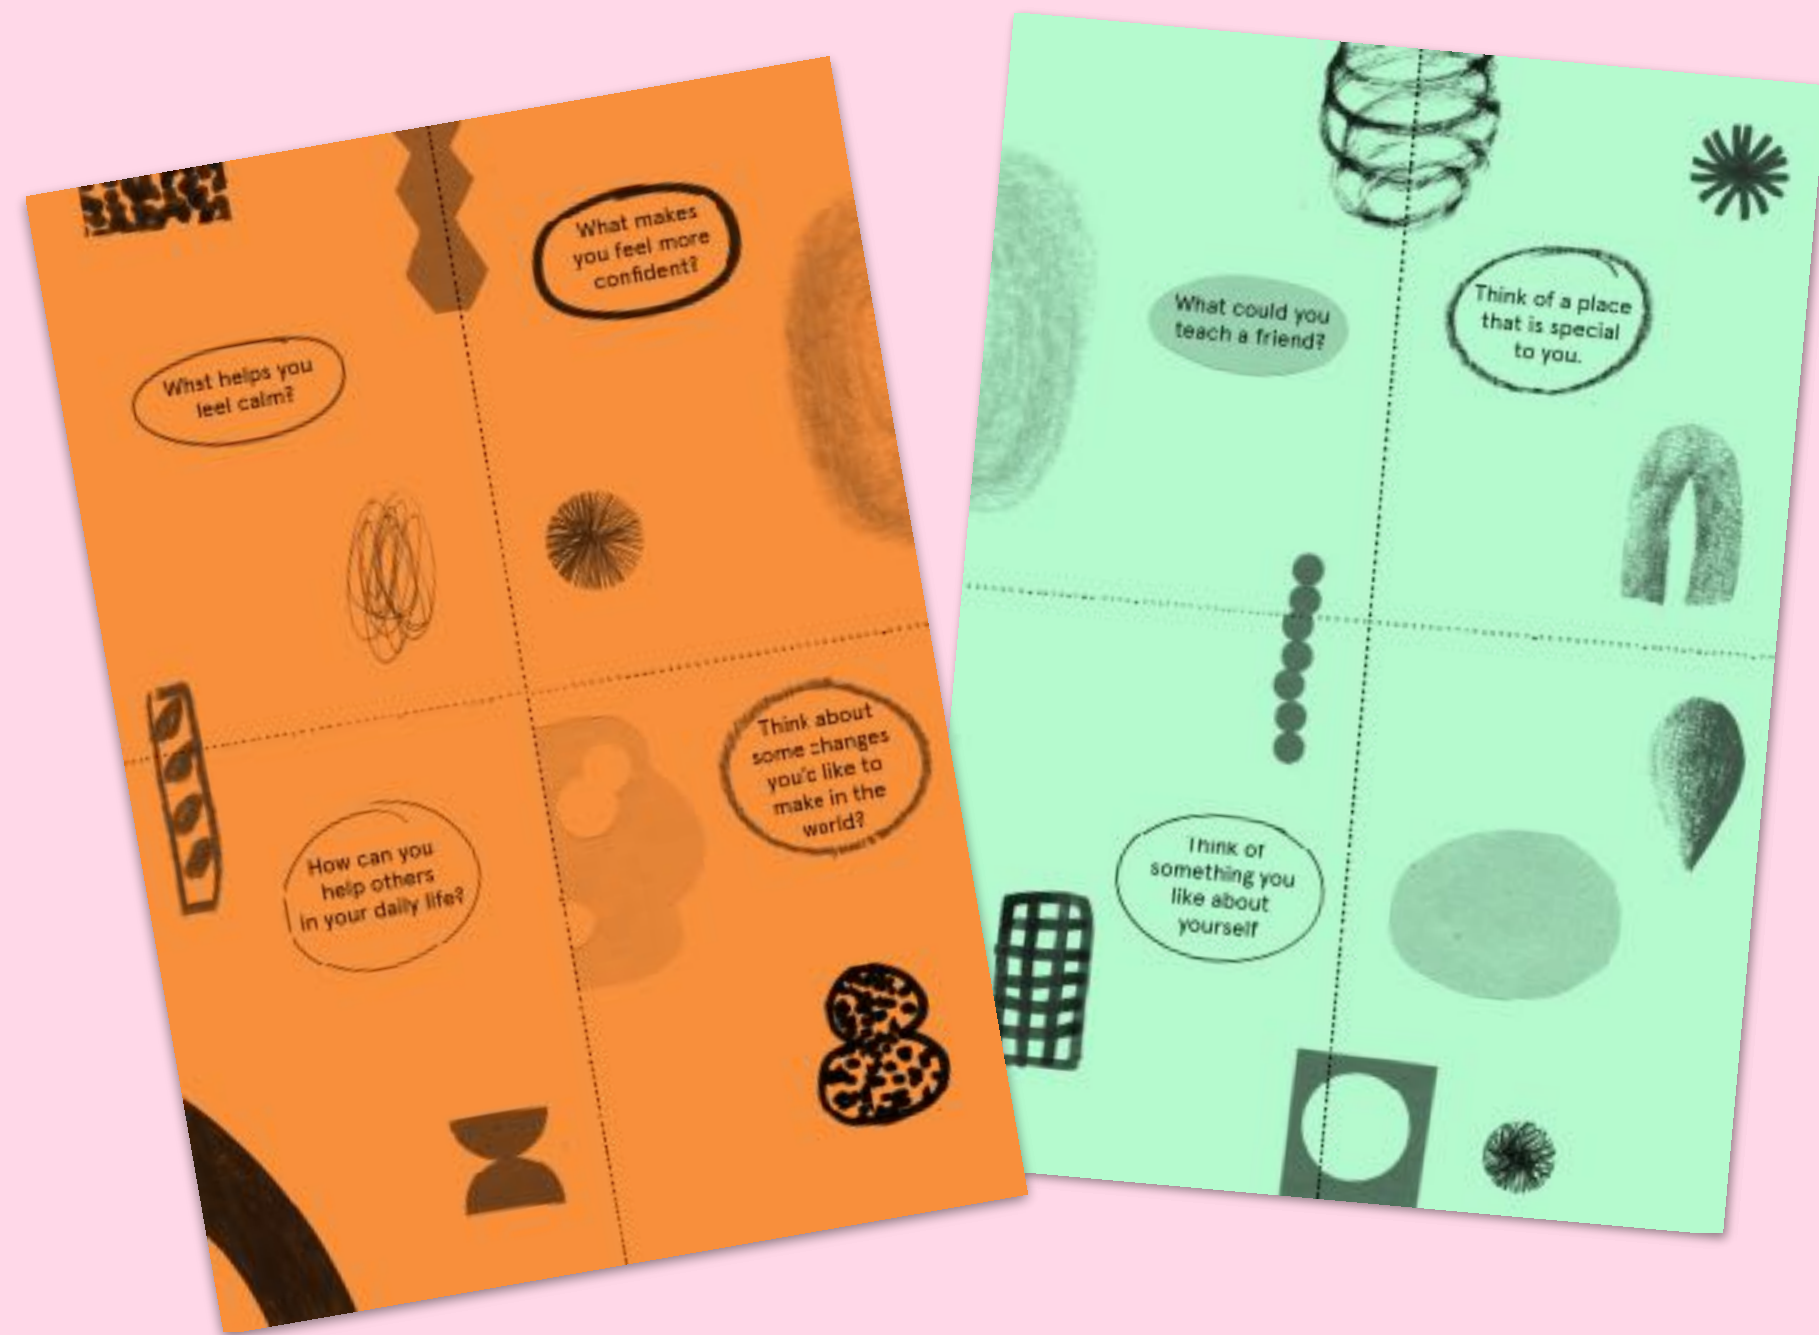 What makes
you feel more
confident?
What helps you
feel calm?
Think about
some changes
you'd like to
make in the
world?
How can you
help others
in your daily life?
What could you
teach a friend?
Think of a place
that is special
to you.
Think of
something you
like about
yourself